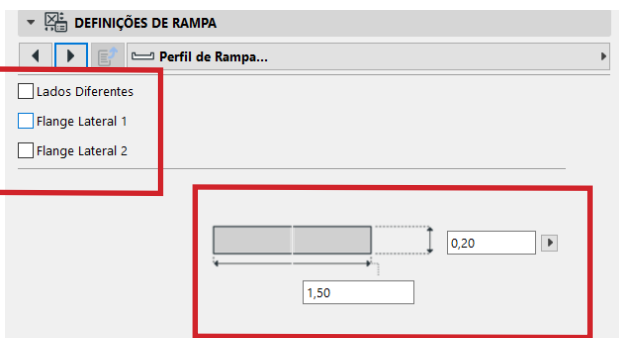 DEFINIÇÕES DE RAMPA
Perfil de Rampa...
Lados Diferentes
Flange Lateral 1
Flange Lateral 2
0,20
1,50